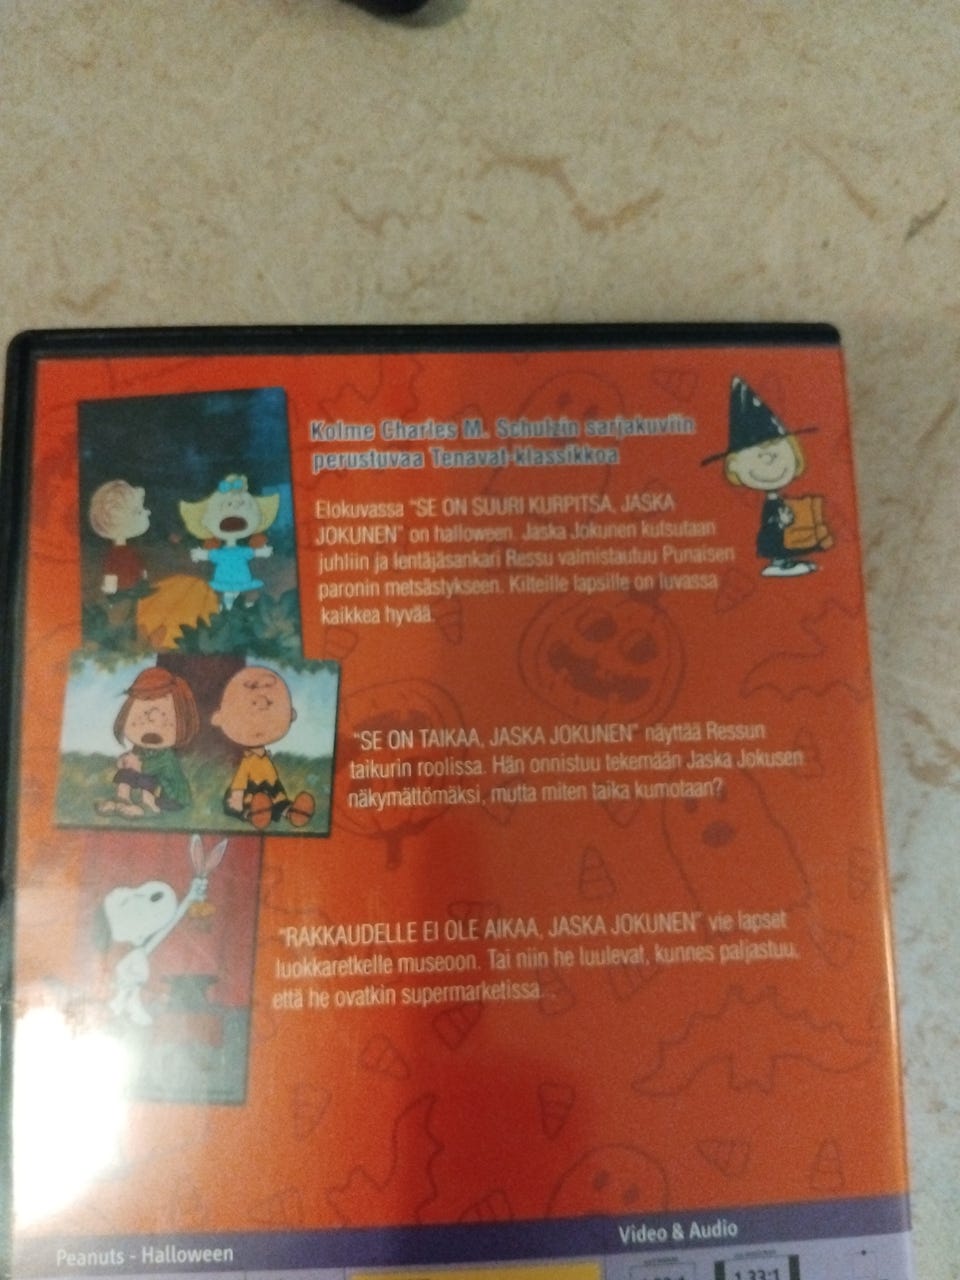 Kolme Charles M. Schulzin sarjakuviin
perustuvaa Tenavat-klassikkoa
Elokuvassa "SE ON SUURI KURPITSA, JASKA
JOKUNEN" on halloween. Jaska Jokunen kutsutaan
juhliin ja lentäjäsankari Ressu valmistautuu Punaisen
paronin metsästykseen. Kilteille lapsille on luvassa
kaikkea hyvää.
"SE ON TAIKAA, JASKA JOKUNEN" näyttää Ressun
taikurin roolissa. Hän onnistuu tekemään Jaska Jokusen
näkymättömäksi, mutta miten taika kumotaan?
"RAKKAUDELLE EI OLE AIKAA, JASKA JOKUNEN" vie lapset
luokkaretkelle museoon. Tai niin he luulevat, kunnes paljastuu,
että he ovatkin supermarketissa...
Peanuts - Halloween
Video & Audio
1.33:1